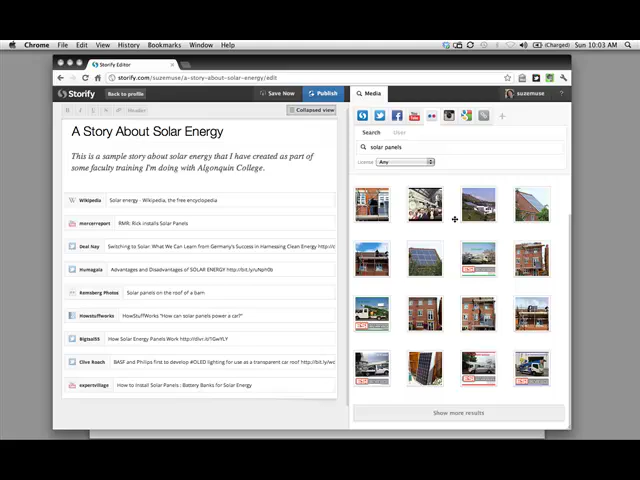 Chrome File Edit View History Bookmarks Window Help (Charged) Sun 10:03 AM
Storify Editor
storify.com/suzemuse/a-story-about-solar-energy/edit
Storify Back to profile Save Now Publish Media suzemuse ?
B I U S Header Collapsed view
A Story About Solar Energy
This is a sample story about solar energy that I have created as part of
some faculty training I'm doing with Algonquin College.
Wikipedia Solar energy - Wikipedia, the free encyclopedia
mercerreport RMR: Rick installs Solar Panels
Deal Nay Switching to Solar: What We Can Learn from Germany's Success in Harnessing Clean Energy http:/
Humagaia Advantages and Disadvantages of SOLAR ENERGY
Remsberg Photos Solar panels on the roof of a barn
HowStuffWorks HowStuffWorks "How can solar panels power a car?"
Bigtsal55 How Solar Energy Panels Work
Clive Roach BASF and Philips first to develop #OLED lighting for use as a transparent car roof
expertvillage How to Install Solar Panels : Battery Banks for Solar
Search User
solar panels
License Any
Show more results